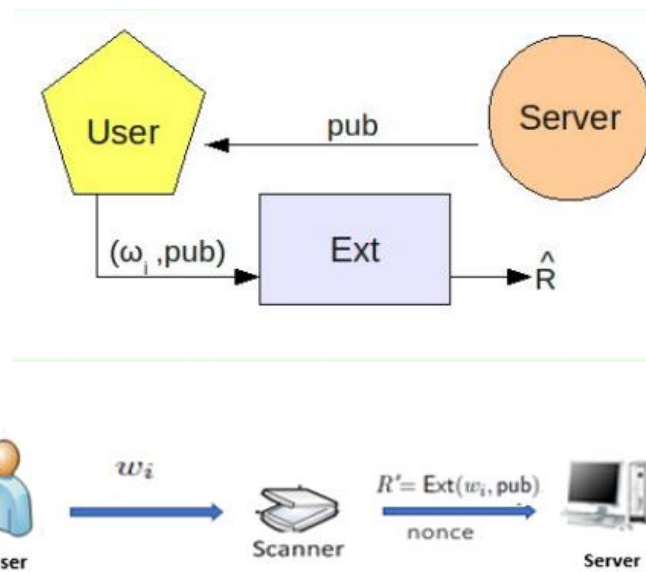 User
pub
Server
(ω_i ,pub)
Ext
R̂
w_i
R'= Ext(w_i, pub)
nonce
Scanner
ser
Server